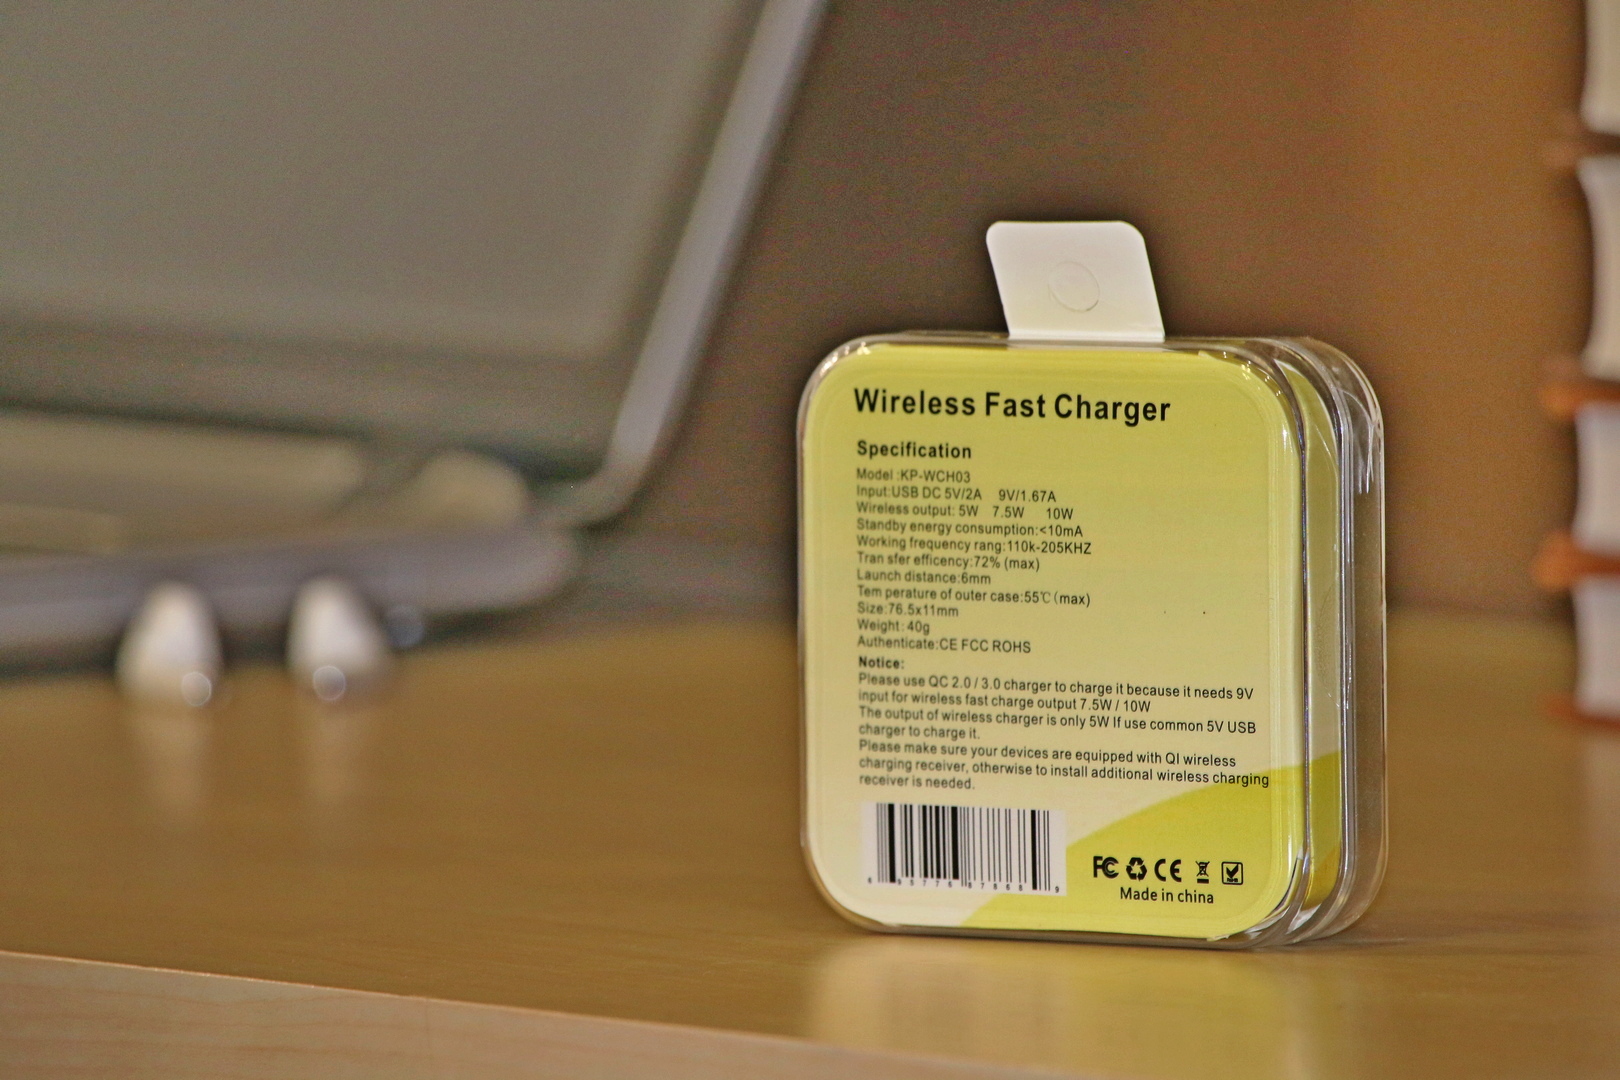 Wireless Fast Charger
Specification
Model :KP-WCH03
Input:USB DC 5V/2A 9V/1.67A
Wireless output: 5W 7.5W 10W
Standby energy consumption:<10mA
Working frequency rang:110k-205KHZ
Tran sfer efficency:72% (max)
Launch distance:6mm
Tem perature of outer case:55℃(max)
Size:76.5x11mm
Weight: 40g
Authenticate:CE FCC ROHS
Notice:
Please use QC 2.0 / 3.0 charger to charge it because it needs 9V
input for wireless fast charge output 7.5W / 10W
The output of wireless charger is only 5W If use common 5V USB
charger to charge it.
Please make sure your devices are equipped with QI wireless
charging receiver, otherwise to install additional wireless charging
receiver is needed.
FC CE
Made in china